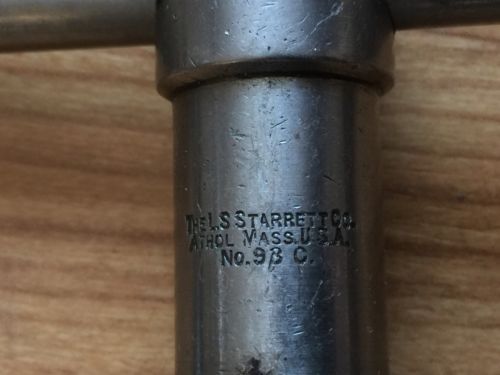 THE L.S STARRETT CO.
ATHOL MASS. U.S.A.
No. 93 C.